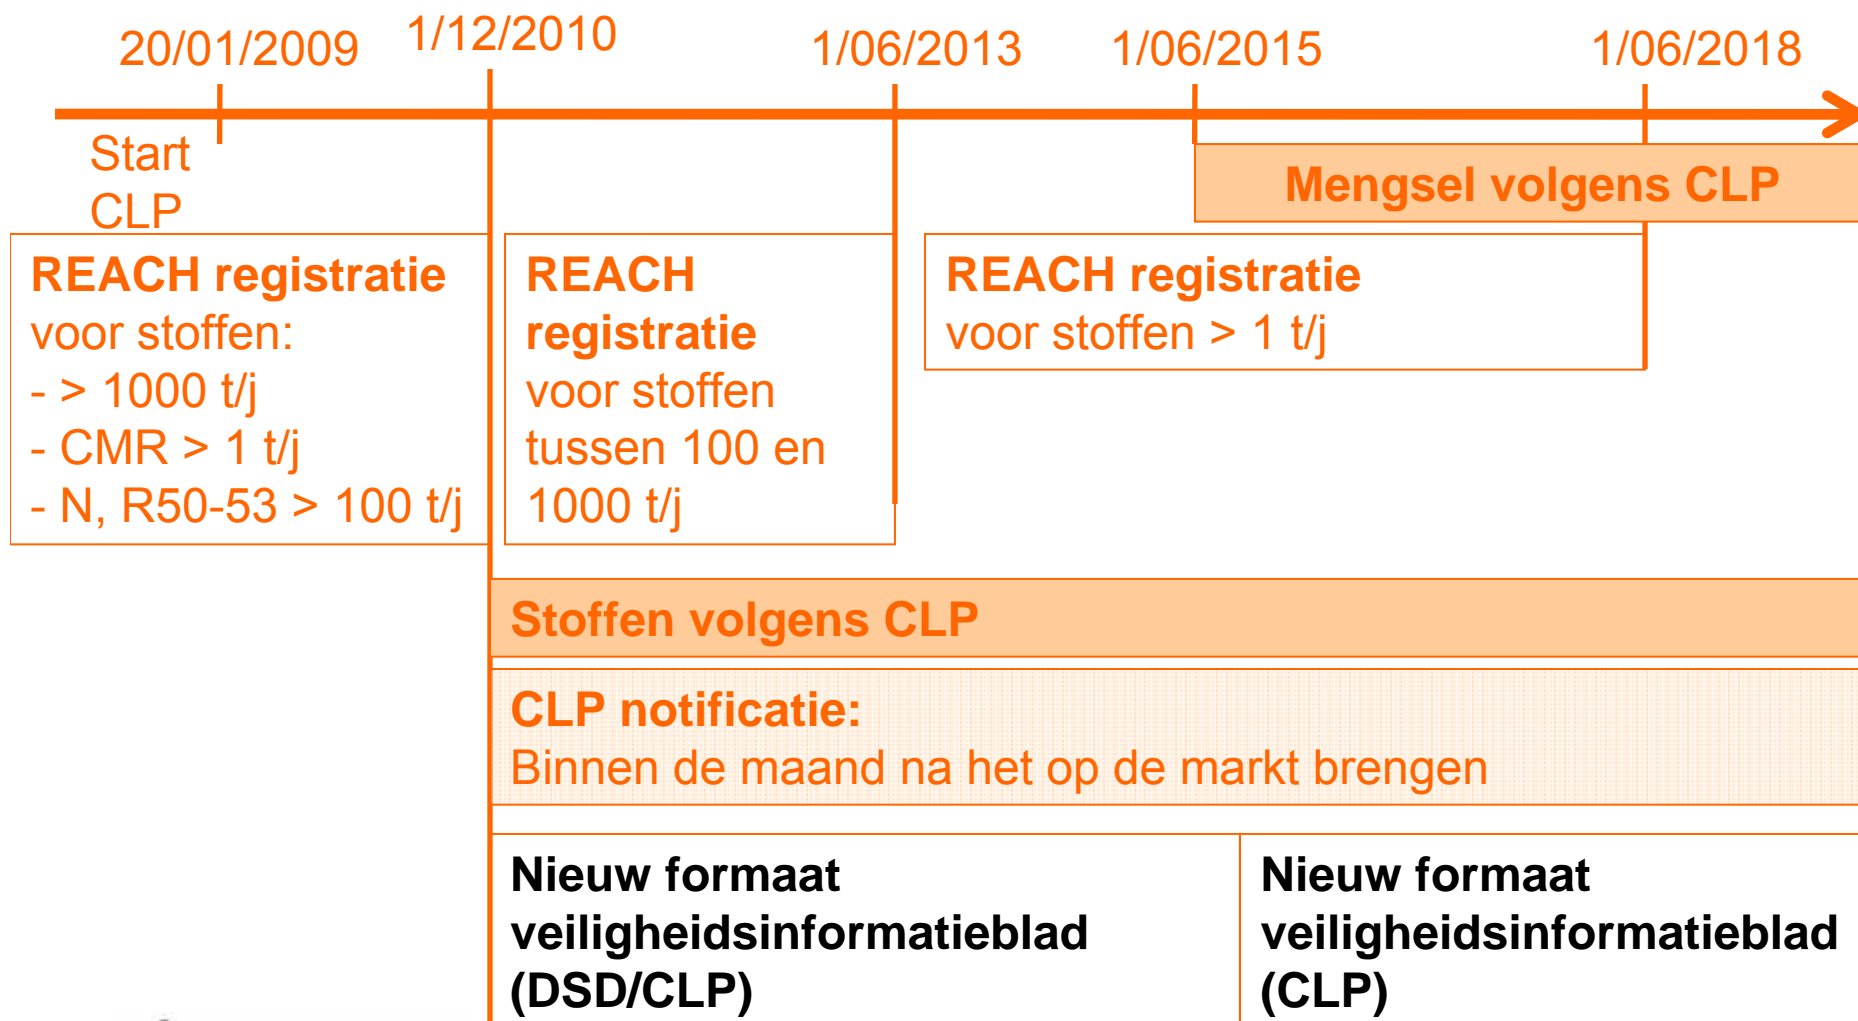 20/01/2009
1/12/2010
1/06/2013
1/06/2015
1/06/2018
Start
CLP
Mengsel volgens CLP
REACH registratie
voor stoffen:
- > 1000 t/j
- CMR > 1 t/j
- N, R50-53 > 100 t/j
REACH
registratie
voor stoffen
tussen 100 en
1000 t/j
REACH registratie
voor stoffen > 1 t/j
Stoffen volgens CLP
CLP notificatie:
Binnen de maand na het op de markt brengen
Nieuw formaat
veiligheidsinformatieblad
(DSD/CLP)
Nieuw formaat
veiligheidsinformatieblad
(CLP)